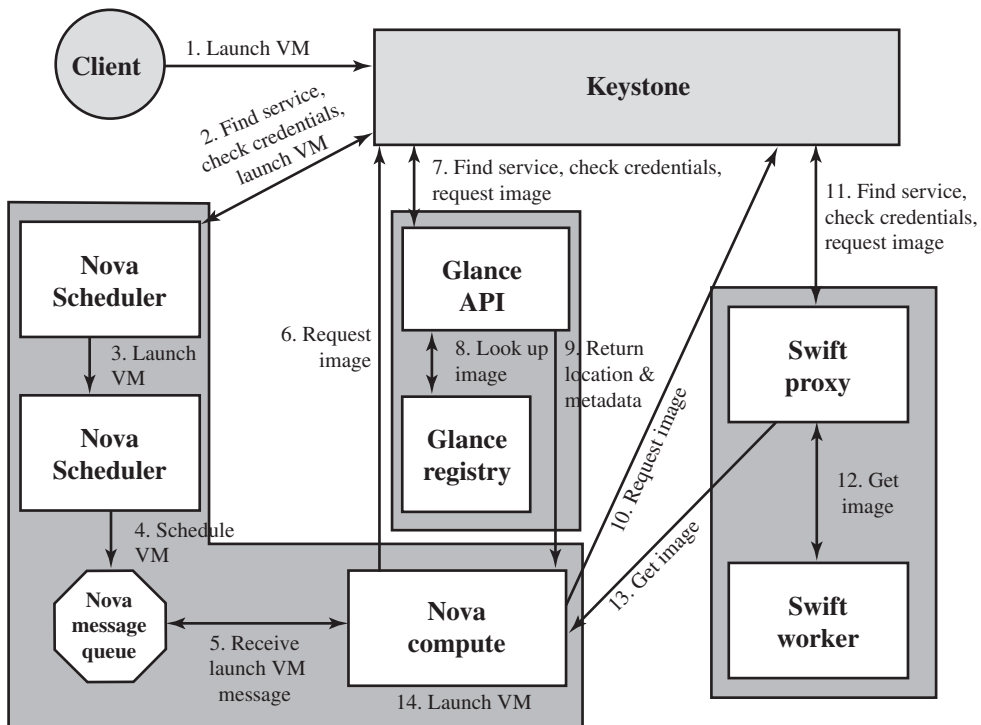 Client
1. Launch VM
Keystone
2. Find service,
check credentials,
launch VM
7. Find service, check credentials,
request image
11. Find service,
check credentials,
request image
Nova
Scheduler
Glance
API
6. Request
image
3. Launch
VM
8. Look up
image
9. Return
location &
metadata
Swift
proxy
Nova
Scheduler
Glance
registry
10. Request image
12. Get
image
4. Schedule
VM
13. Get image
Nova
message
queue
5. Receive
launch VM
message
Nova
compute
14. Launch VM
Swift
worker